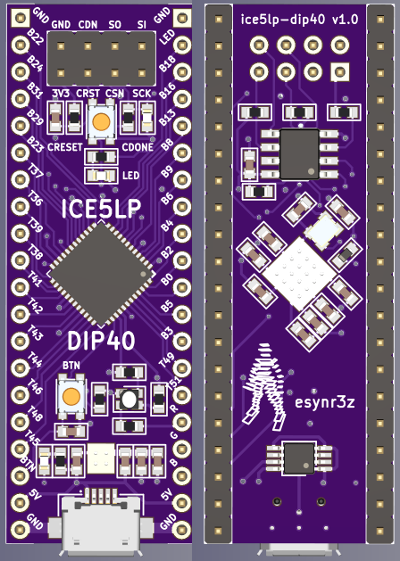 GND
GND
GND CDN SO SI
B22
LED
B24
B18
B31
3V3 CRST CSN SCK
B16
B29
B13
B23
CRESET
CDONE
B8
T37
LED
B9
T36
ICE5LP
B6
T39
B4
T38
B2
T41
B0
T42
B5
T43
DIP40
B3
T44
T49
BTN
T46
T51
T48
R
T45
G
BTN
B
5V
5V
GND
GND
ice5lp-dip40 v1.0
esynr3z